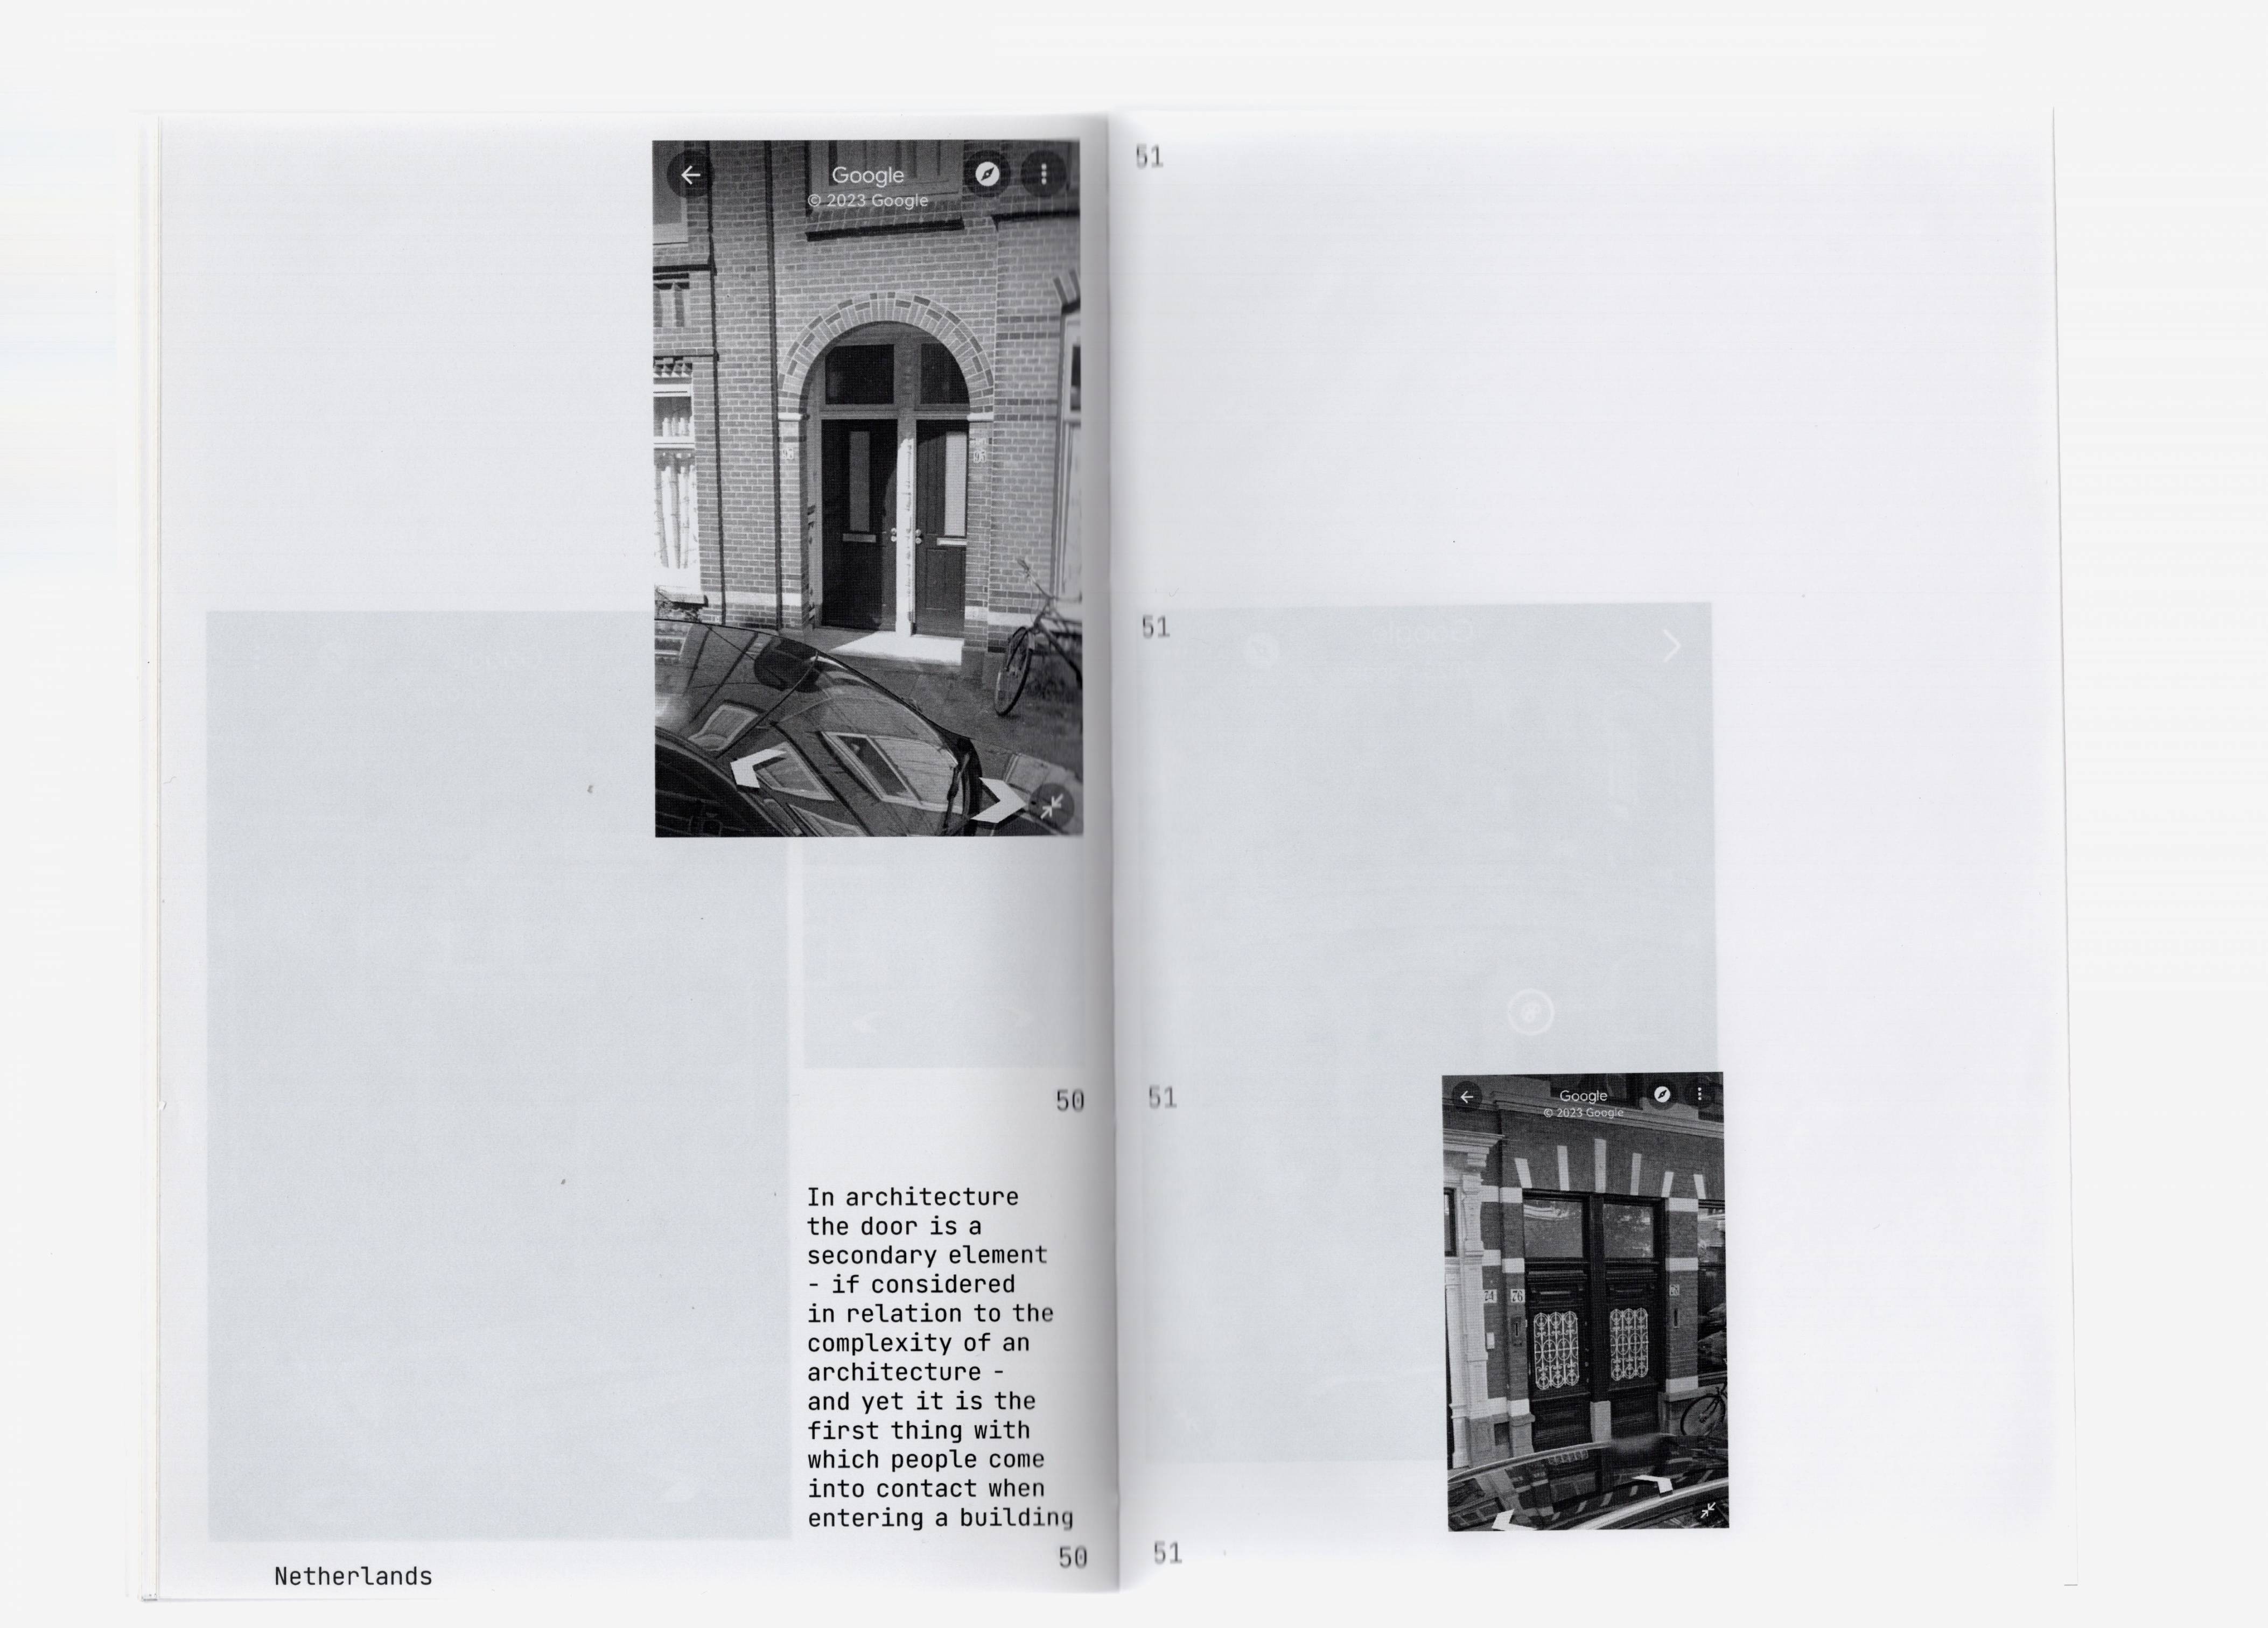 Google
© 2023 Google
50
In architecture
the door is a
secondary element
- if considered
in relation to the
complexity of an
architecture -
and yet it is the
first thing with
which people come
into contact when
entering a building
50
Netherlands
51
51
51
Google
© 2023 Google
76
51